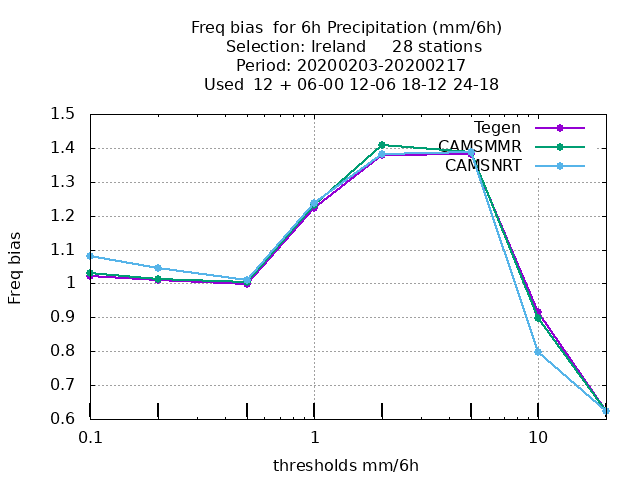 Freq bias  for 6h Precipitation (mm/6h)
Selection: Ireland     28 stations
Period: 20200203-20200217
Used  12 + 06-00 12-06 18-12 24-18
Tegen
CAMSMMR
CAMSNRT
1.5
1.4
1.3
1.2
1.1
1
0.9
0.8
0.7
0.6
Freq bias
0.1
1
10
thresholds mm/6h